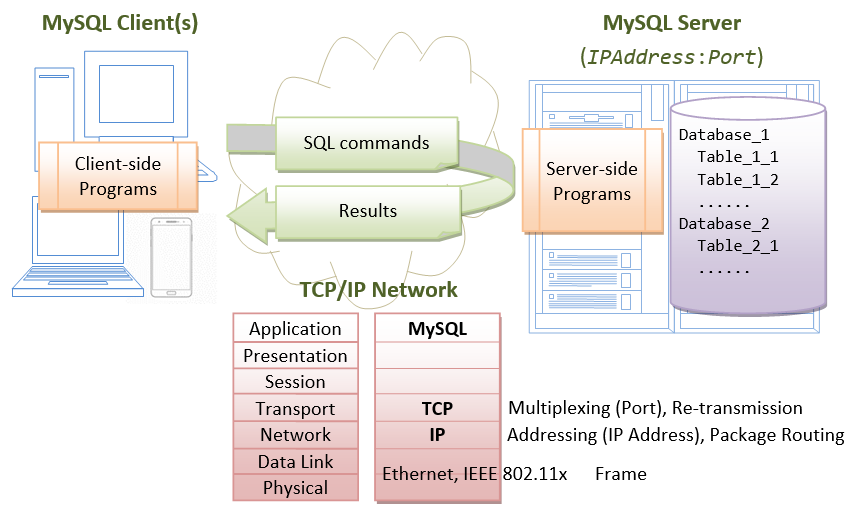 MySQL Client(s)
MySQL Server
(IPAddress:Port)
Client-side
Programs
SQL commands
Results
Server-side
Programs
Database_1
Table_1_1
Table_1_2
......
Database_2
Table_2_1
......
TCP/IP Network
Application
MySQL
Presentation
Session
Transport
TCP
Multiplexing (Port), Re-transmission
Network
IP
Addressing (IP Address), Package Routing
Data Link
Ethernet, IEEE 802.11x
Frame
Physical